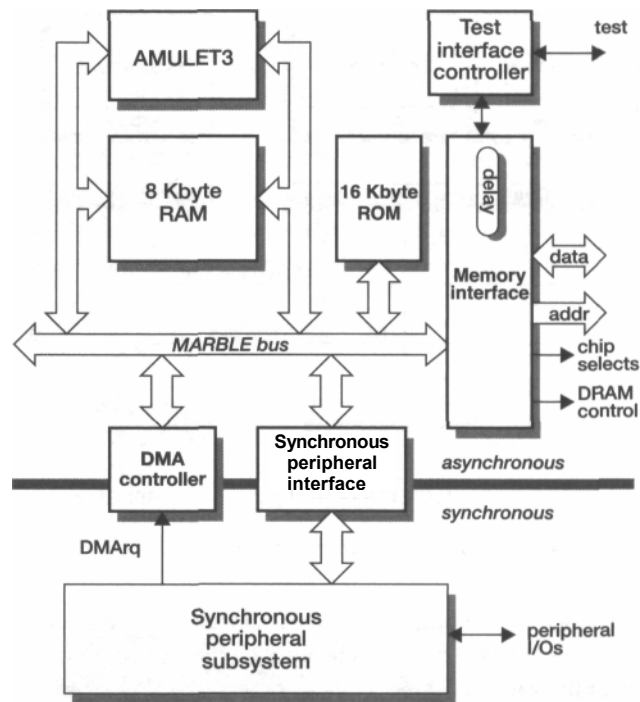 AMULET3
Test
interface
controller
test
8 Kbyte
RAM
16 Kbyte
ROM
delay
Memory
interface
data
addr
chip
selects
DRAM
control
MARBLE bus
DMA
controller
Synchronous
peripheral
interface
asynchronous
synchronous
DMArq
Synchronous
peripheral
subsystem
peripheral
I/Os